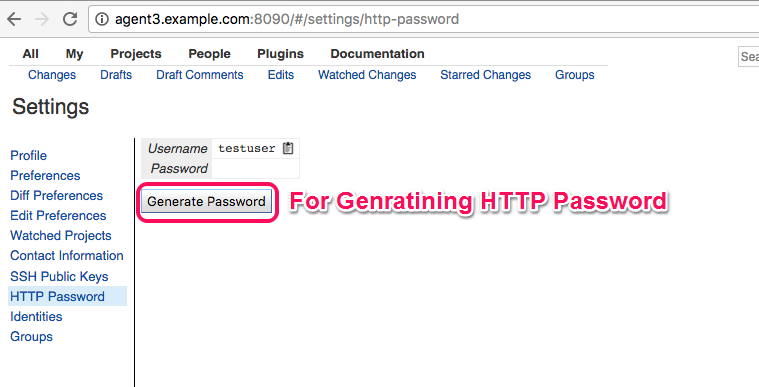 agent3.example.com:8090/#/settings/http-password
All My Projects People Plugins Documentation
Changes Drafts Draft Comments Edits Watched Changes Starred Changes Groups
Sea
Settings
Profile
Preferences
Diff Preferences
Edit Preferences
Watched Projects
Contact Information
SSH Public Keys
HTTP Password
Identities
Groups
Username testuser
Password
Generate Password
For Genratining HTTP Password